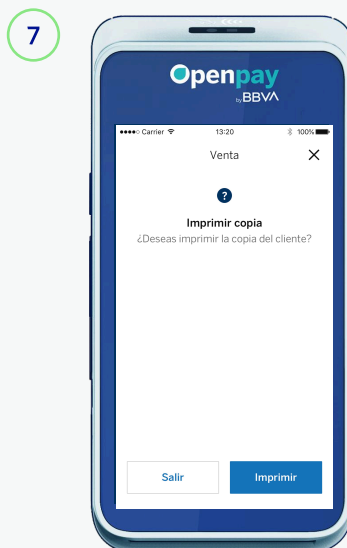 7
Openpay
by BBVA
Carrier 13:20 100%
Venta
?
Imprimir copia
¿Deseas imprimir la copia del cliente?
Salir Imprimir